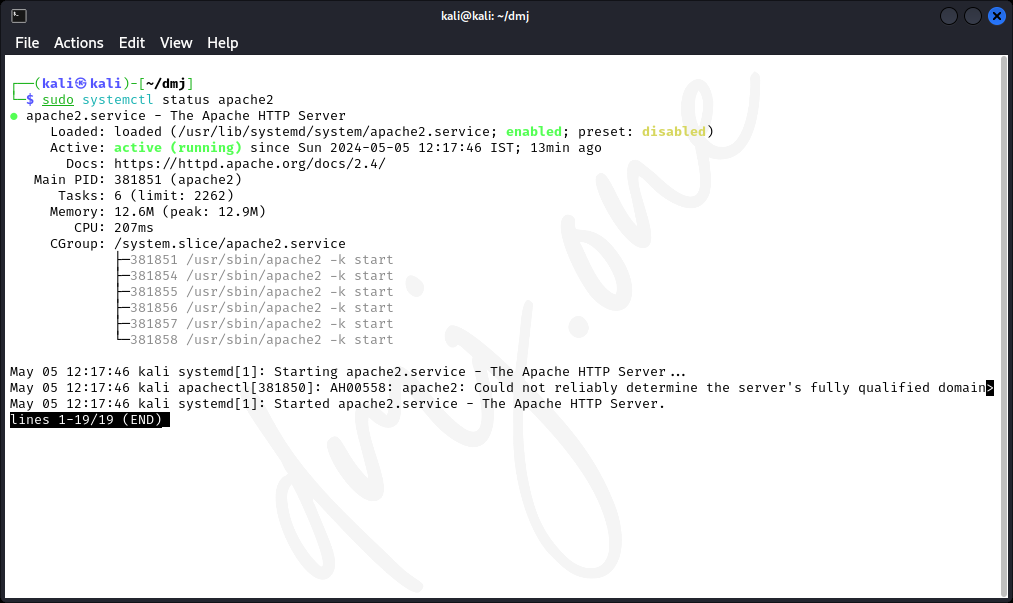 kali@kali: ~/dmj
File Actions Edit View Help
┌──(kali㉿kali)-[~/dmj]
└─$ sudo systemctl status apache2
● apache2.service - The Apache HTTP Server
     Loaded: loaded (/usr/lib/systemd/system/apache2.service; enabled; preset: disabled)
     Active: active (running) since Sun 2024-05-05 12:17:46 IST; 13min ago
       Docs: https://httpd.apache.org/docs/2.4/
   Main PID: 381851 (apache2)
      Tasks: 6 (limit: 2262)
     Memory: 12.6M (peak: 12.9M)
        CPU: 207ms
     CGroup: /system.slice/apache2.service
             ├─381851 /usr/sbin/apache2 -k start
             ├─381854 /usr/sbin/apache2 -k start
             ├─381855 /usr/sbin/apache2 -k start
             ├─381856 /usr/sbin/apache2 -k start
             ├─381857 /usr/sbin/apache2 -k start
             └─381858 /usr/sbin/apache2 -k start
May 05 12:17:46 kali systemd[1]: Starting apache2.service - The Apache HTTP Server...
May 05 12:17:46 kali apachectl[381850]: AH00558: apache2: Could not reliably determine the server's fully qualified domain>
May 05 12:17:46 kali systemd[1]: Started apache2.service - The Apache HTTP Server.
lines 1-19/19 (END)
dmj.one